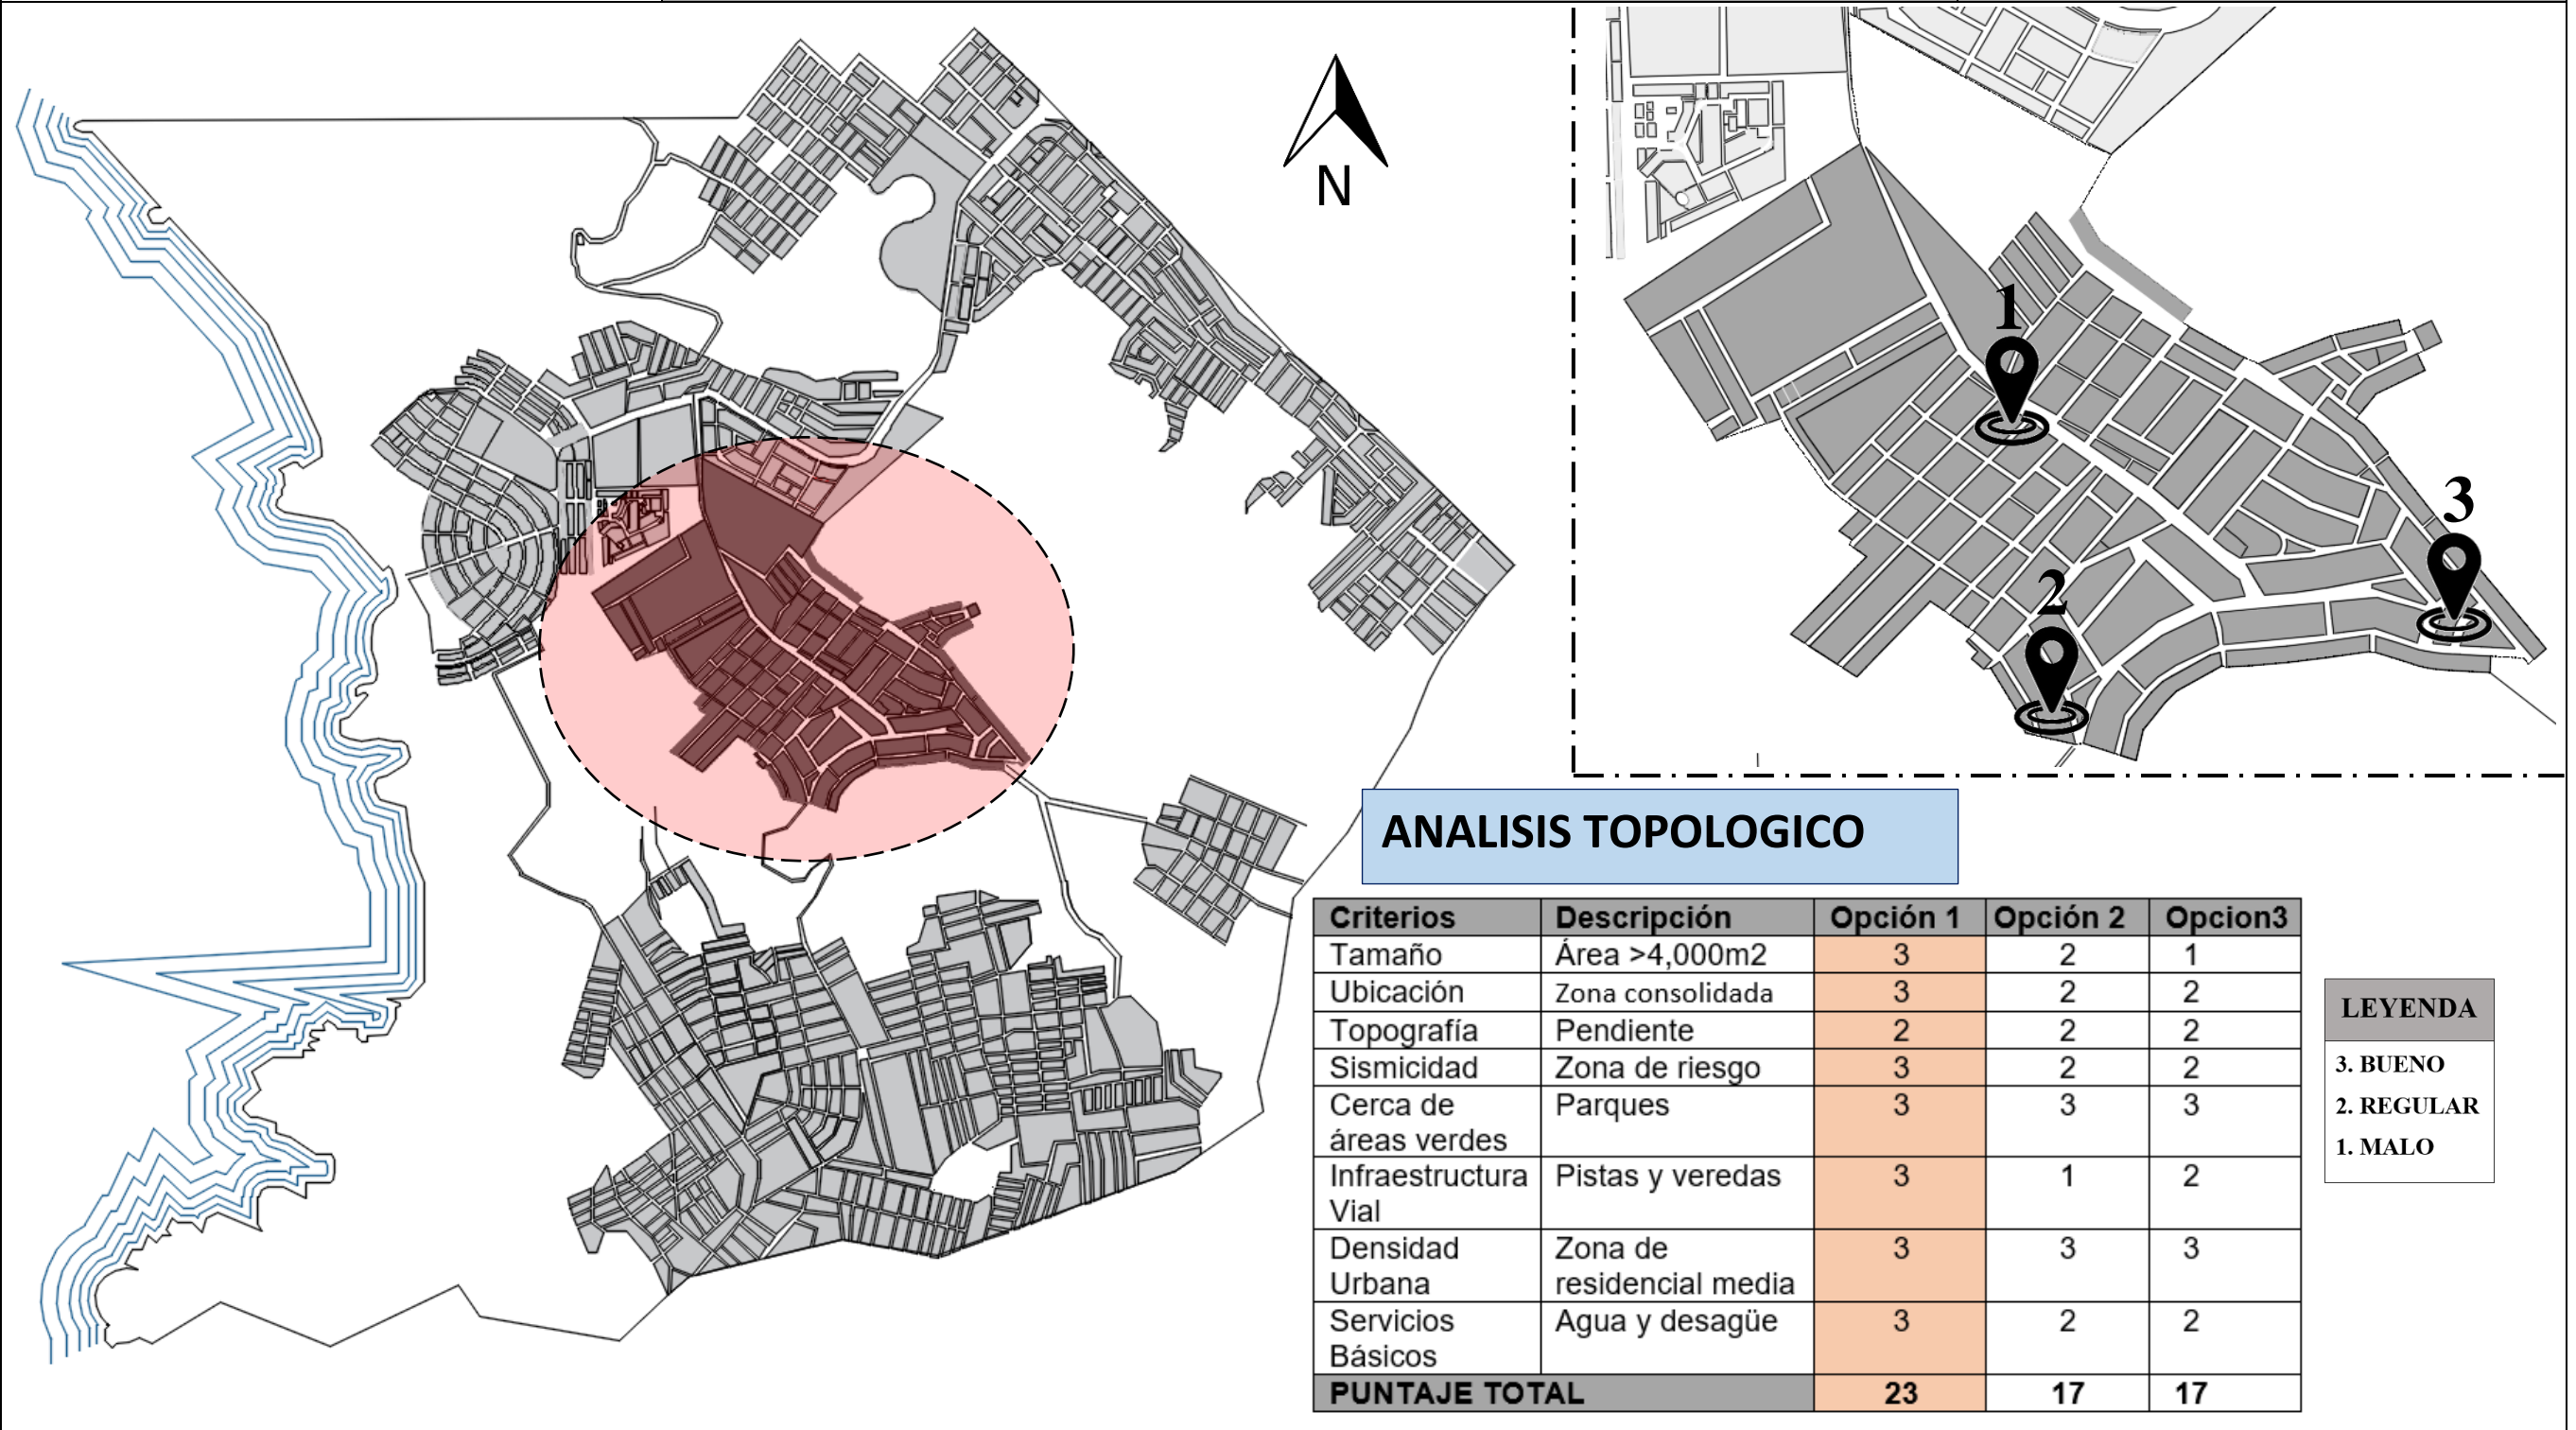 N
1
2
3
ANALISIS TOPOLOGICO
Criterios Descripción Opción 1 Opción 2 Opcion3
Tamaño Área >4,000m2 3 2 1
Ubicación Zona consolidada 3 2 2
Topografía Pendiente 2 2 2
Sismicidad Zona de riesgo 3 2 2
Cerca de Parques 3 3 3
áreas verdes
Infraestructura Pistas y veredas 3 1 2
Vial
Densidad Zona de 3 3 3
Urbana residencial media
Servicios Agua y desagüe 3 2 2
Básicos
PUNTAJE TOTAL 23 17 17
LEYENDA
3. BUENO
2. REGULAR
1. MALO